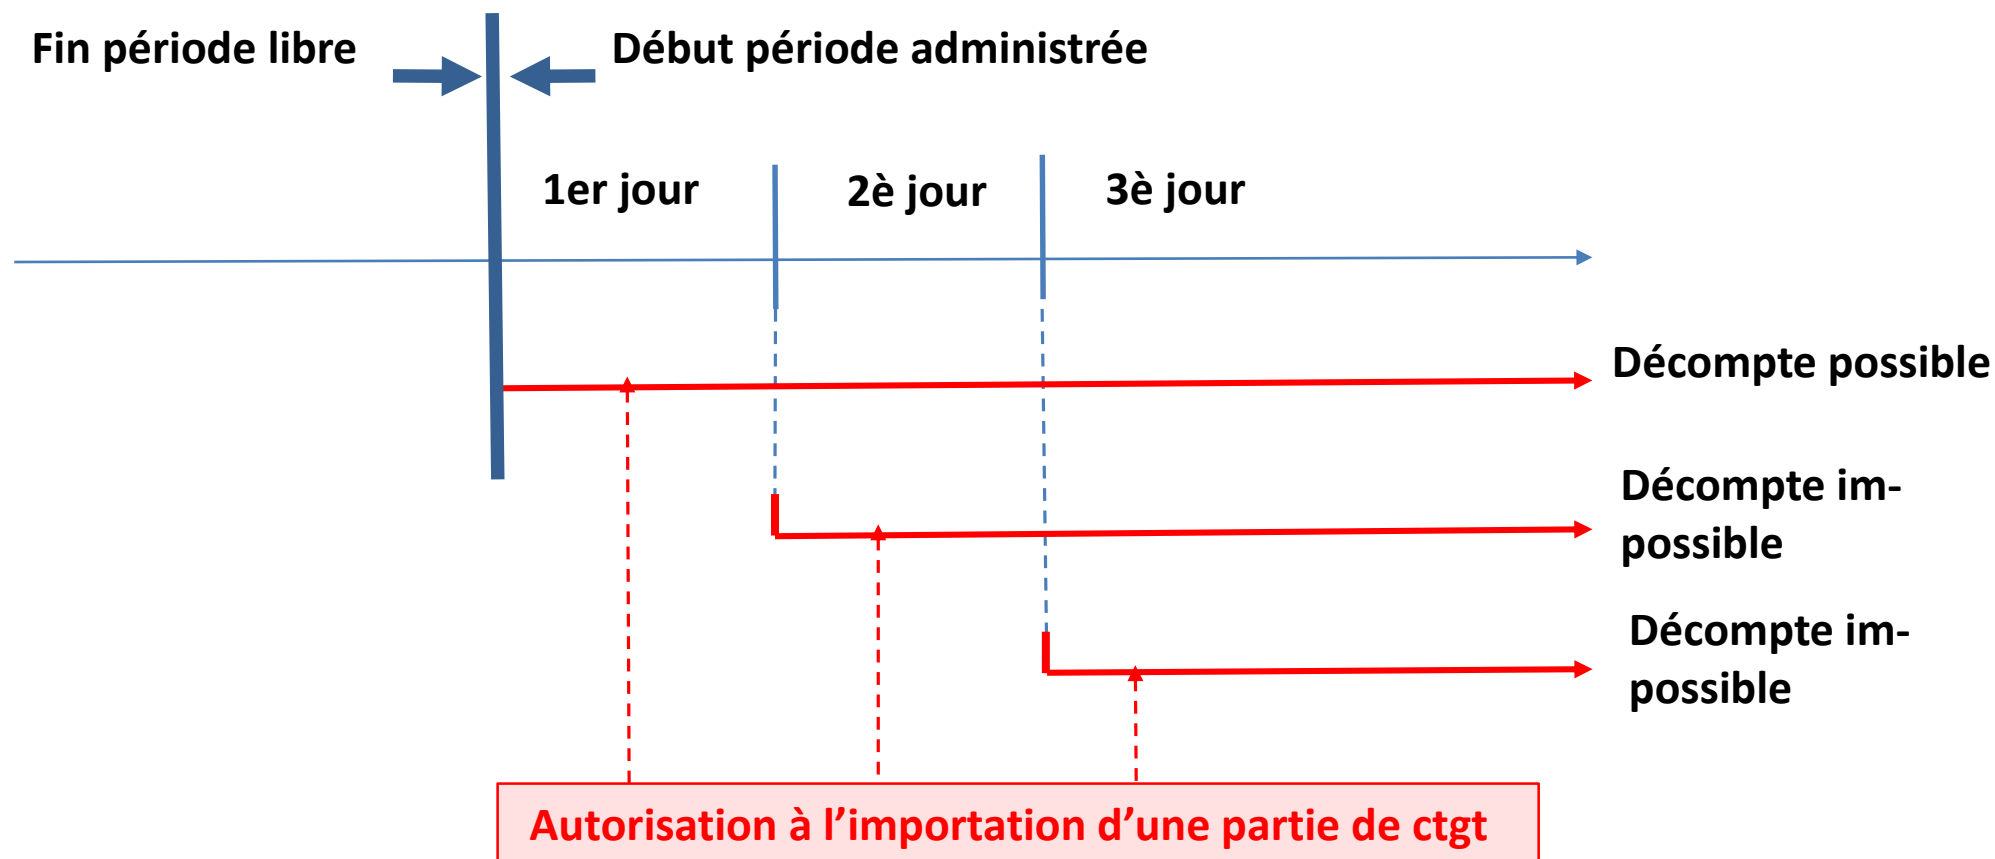 Fin période libre
Début période administrée
1er jour
2è jour
3è jour
Décompte possible
Décompte im-
possible
Décompte im-
possible
Autorisation à l’importation d’une partie de ctgt